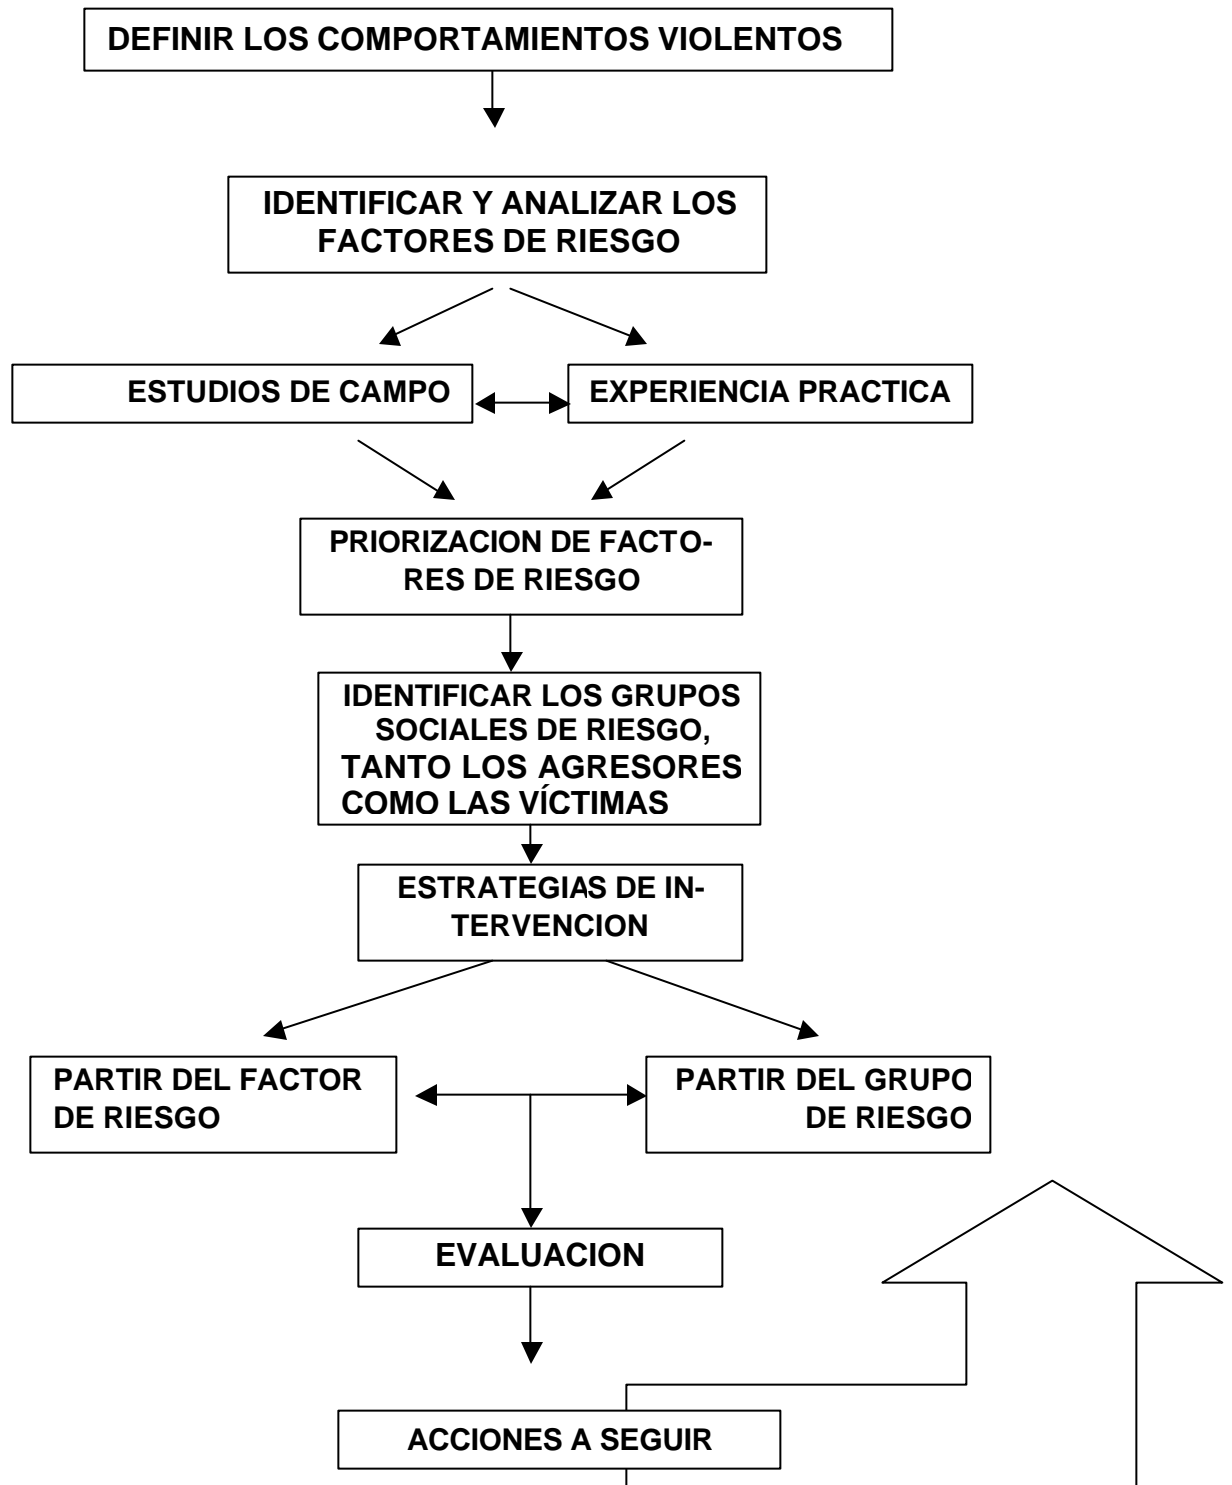 DEFINIR LOS COMPORTAMIENTOS VIOLENTOS
IDENTIFICAR Y ANALIZAR LOS
FACTORES DE RIESGO
ESTUDIOS DE CAMPO
EXPERIENCIA PRACTICA
PRIORIZACION DE FACTO-
RES DE RIESGO
IDENTIFICAR LOS GRUPOS
SOCIALES DE RIESGO,
TANTO LOS AGRESORES
COMO LAS VÍCTIMAS
ESTRATEGIAS DE IN-
TERVENCION
PARTIR DEL FACTOR
DE RIESGO
PARTIR DEL GRUPO
DE RIESGO
EVALUACION
ACCIONES A SEGUIR